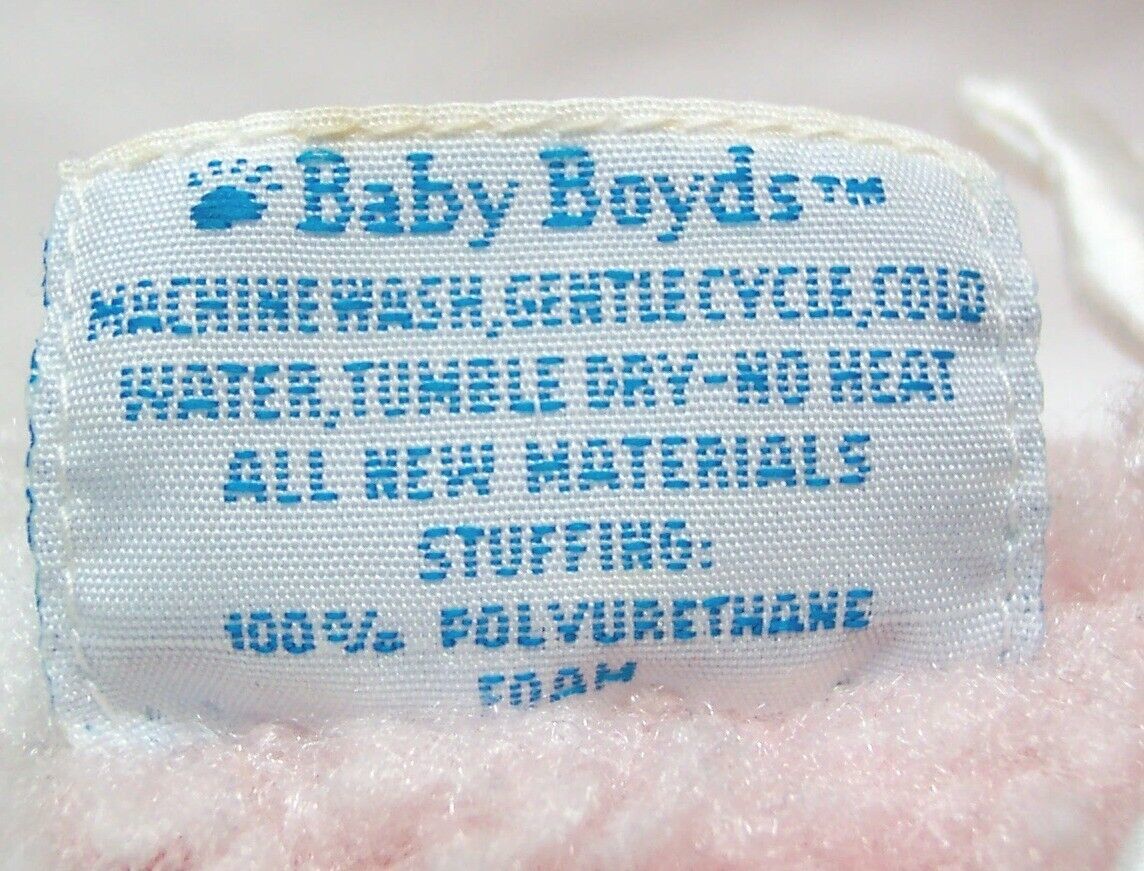 Baby Boyds™
MACHINE WASH, GENTLE CYCLE, COLD
WATER, TUMBLE DRY-NO HEAT
ALL NEW MATERIALS
STUFFING:
100% POLYURETHANE
FOAM